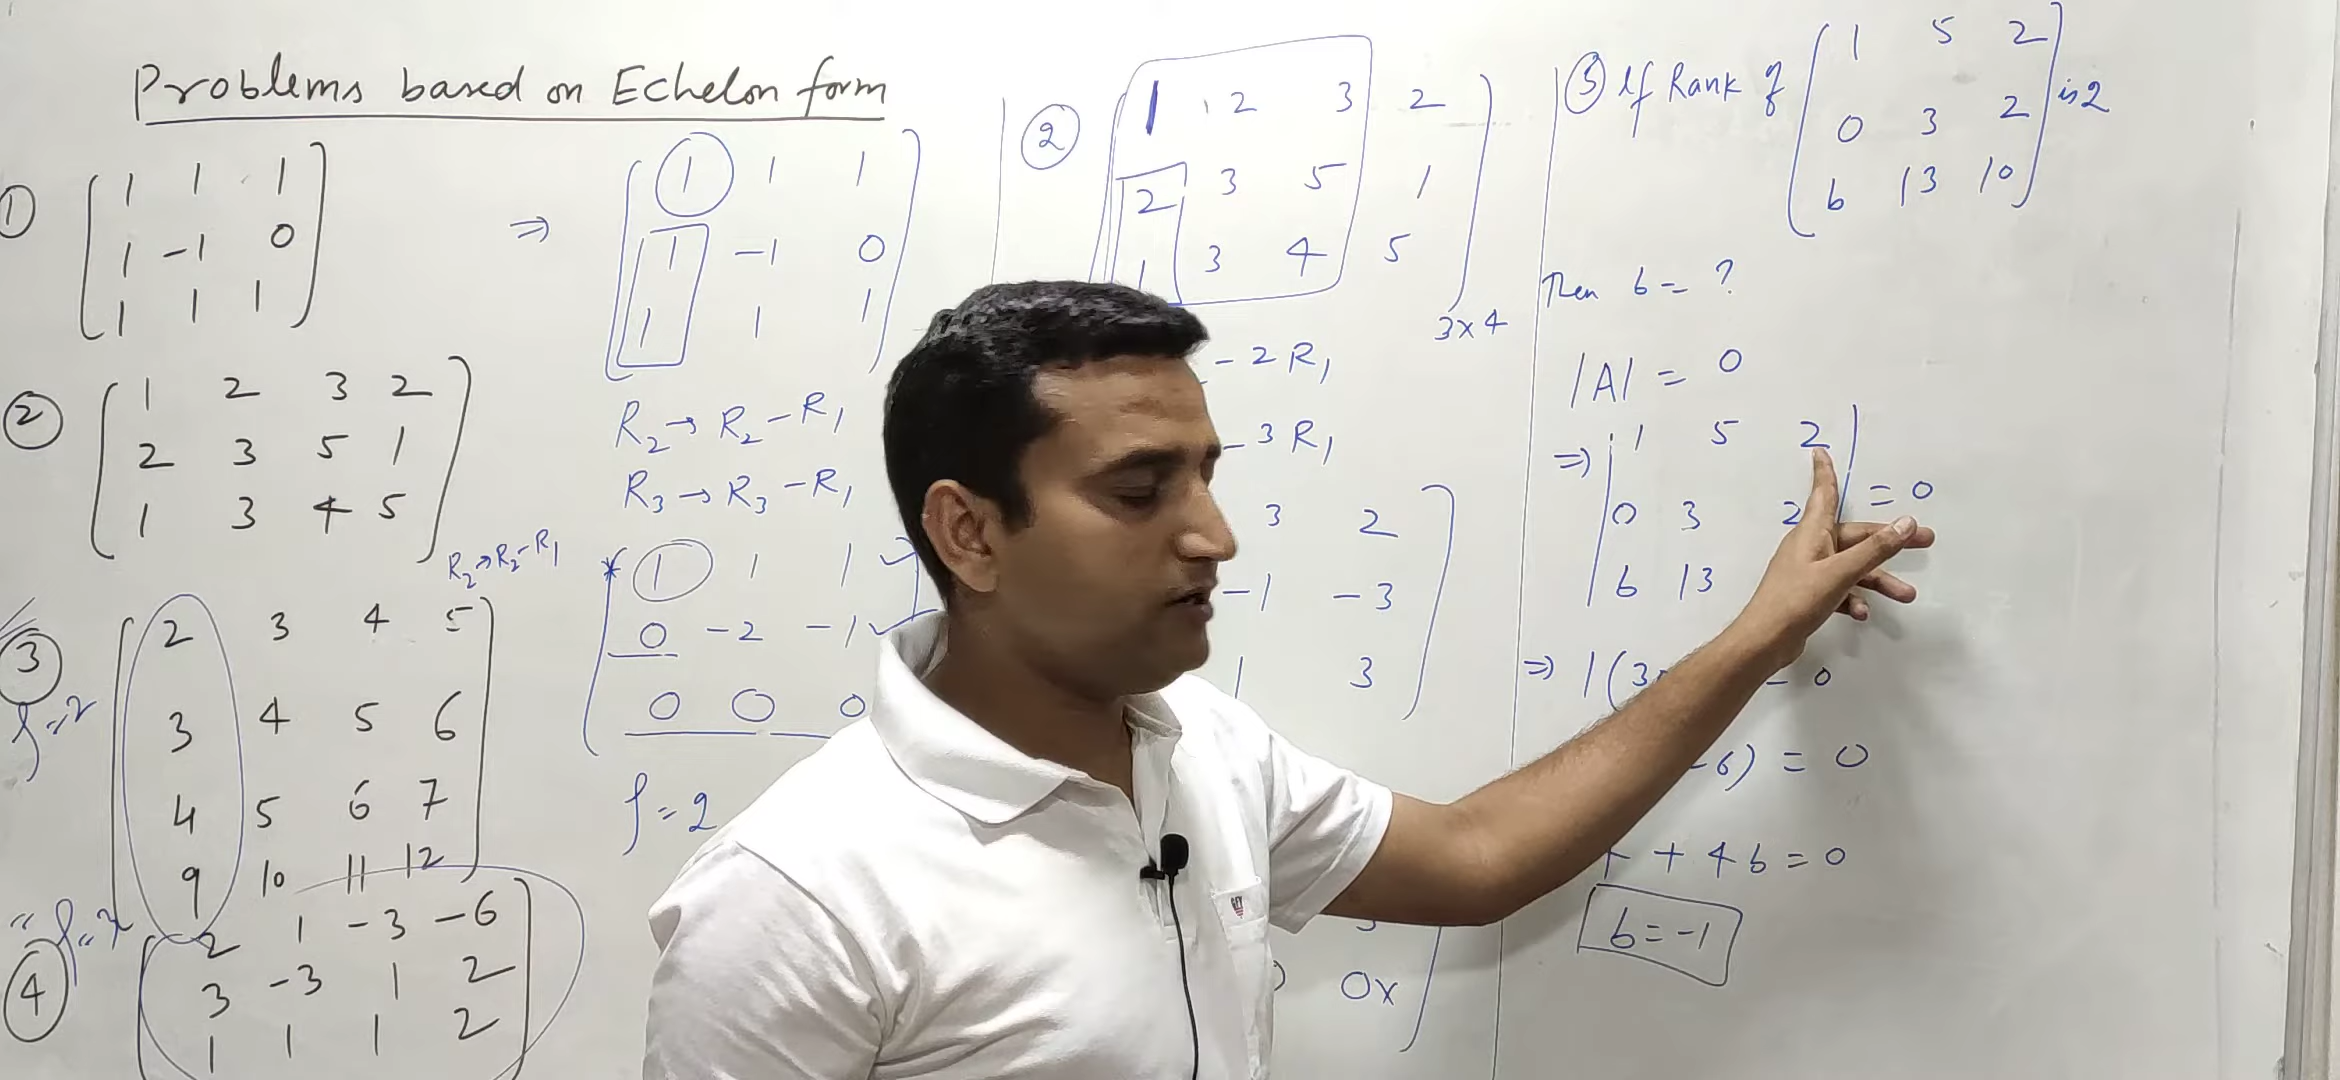 Problems based on Echelon form
① [ 1 1 1
1 -1 0
1 1 1 ]
② [ 1 2 3 2
2 3 5 1
1 3 4 5 ]
R₂→R₂-R₁
③ [ 2 3 4 5
3 4 5 6
4 5 6 7
9 10 11 12 ]
④ [ 2 1 -3 -6
3 -3 1 2
1 1 1 2 ]
⇒ [ 1 1 1
1 -1 0
1 1 1 ]
R₂→R₂-R₁
R₃→R₃-R₁
[ 1 1 1
0 -2 -1
0 0 0
ρ=2
② [ 1 2 3 2
2 3 5 1
1 3 4 5 ]
3x4
-2R₁
-3R₁
3 2
-1 -3
1 3 ]
0x
③ If Rank of [ 1 5 2
0 3 2
b 13 10 ] is 2
Then b = ?
|A| = 0
⇒ | 1 5 2
0 3 2 | = 0
b 13
⇒ 1(3
- 0
-6) = 0
+ 4b = 0
b=-1
GFY